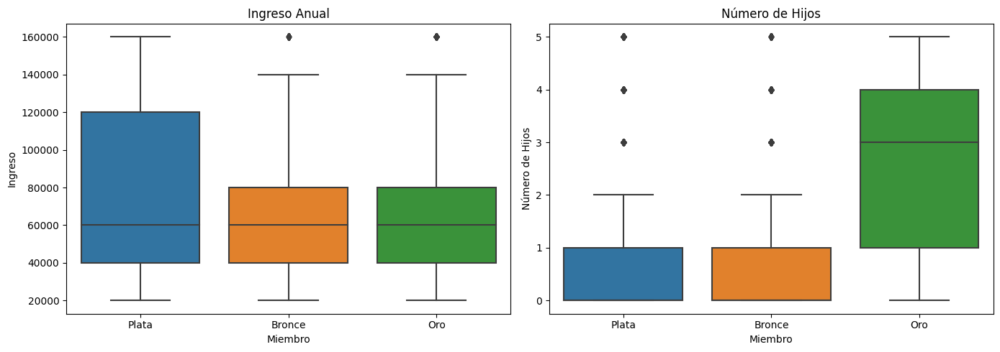 Ingreso Anual
Ingreso
160000
140000
120000
100000
80000
60000
40000
20000
Plata
Bronce
Oro
Miembro
Número de Hijos
Número de Hijos
5
4
3
2
1
0
Plata
Bronce
Oro
Miembro